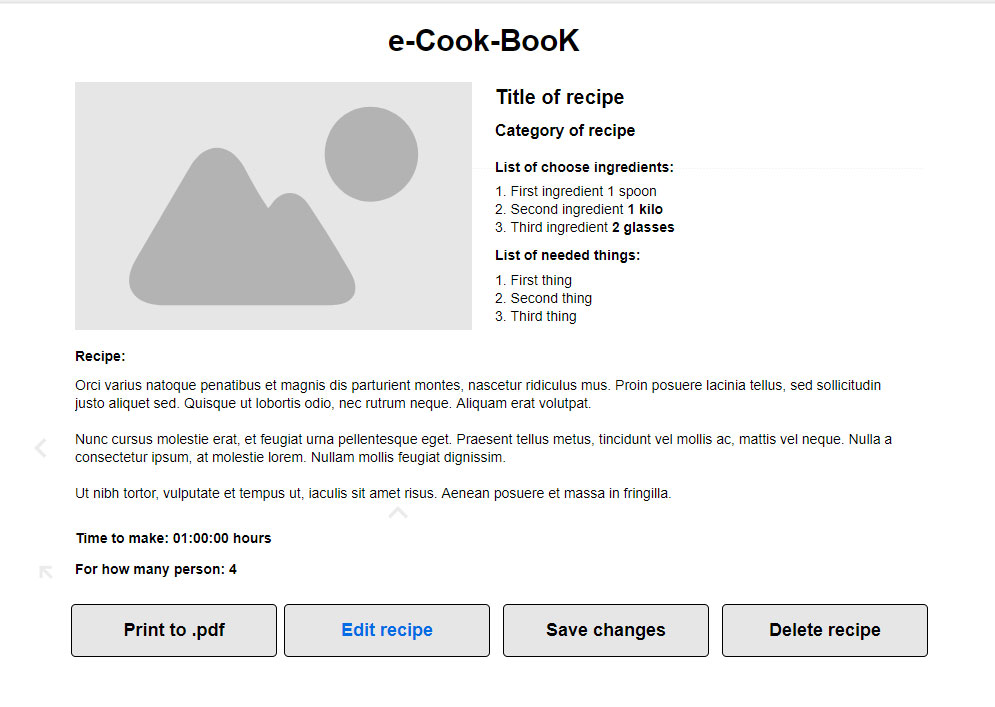 e-Cook-BooK
Title of recipe
Category of recipe
List of choose ingredients:
1. First ingredient 1 spoon
2. Second ingredient 1 kilo
3. Third ingredient 2 glasses
List of needed things:
1. First thing
2. Second thing
3. Third thing
Recipe:
Orci varius natoque penatibus et magnis dis parturient montes, nascetur ridiculus mus. Proin posuere lacinia tellus, sed sollicitudin
justo aliquet sed. Quisque ut lobortis odio, nec rutrum neque. Aliquam erat volutpat.
Nunc cursus molestie erat, et feugiat urna pellentesque eget. Praesent tellus metus, tincidunt vel mollis ac, mattis vel neque. Nulla a
consectetur ipsum, at molestie lorem. Nullam mollis feugiat dignissim.
Ut nibh tortor, vulputate et tempus ut, iaculis sit amet risus. Aenean posuere et massa in fringilla.
Time to make: 01:00:00 hours
For how many person: 4
Print to .pdf
Edit recipe
Save changes
Delete recipe